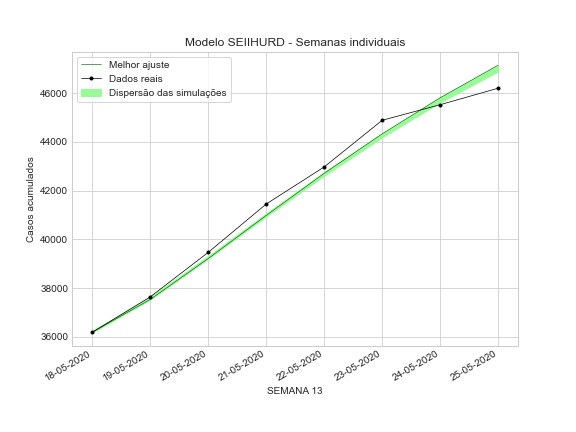 Modelo SEIIHURD - Semanas individuais
Melhor ajuste
Dados reais
Dispersão das simulações
Casos acumulados
46000
44000
42000
40000
38000
36000
18-05-2020
19-05-2020
20-05-2020
21-05-2020
22-05-2020
23-05-2020
24-05-2020
25-05-2020
SEMANA 13